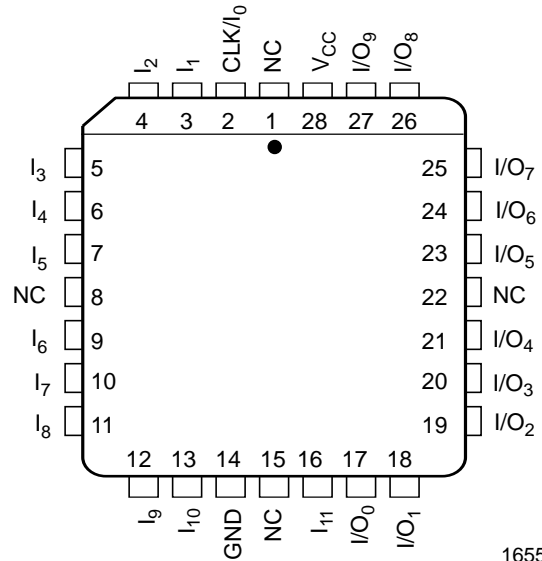 I2 I1 CLK/I0 NC VCC I/O9 I/O8
4 3 2 1 28 27 26
I3 5 25 I/O7
I4 6 24 I/O6
I5 7 23 I/O5
NC 8 22 NC
I6 9 21 I/O4
I7 10 20 I/O3
I8 11 19 I/O2
12 13 14 15 16 17 18
I9 I10 GND NC I11 I/O0 I/O1
1655